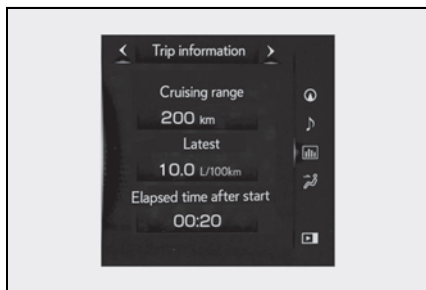 Trip information
Cruising range
200 km
Latest
10.0 L/100km
Elapsed time after start
00:20